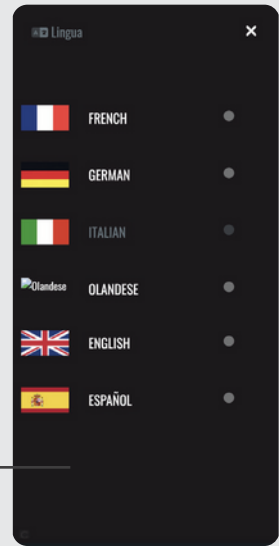 Lingua
FRENCH
GERMAN
ITALIAN
Olandese OLANDESE
ENGLISH
ESPAÑOL